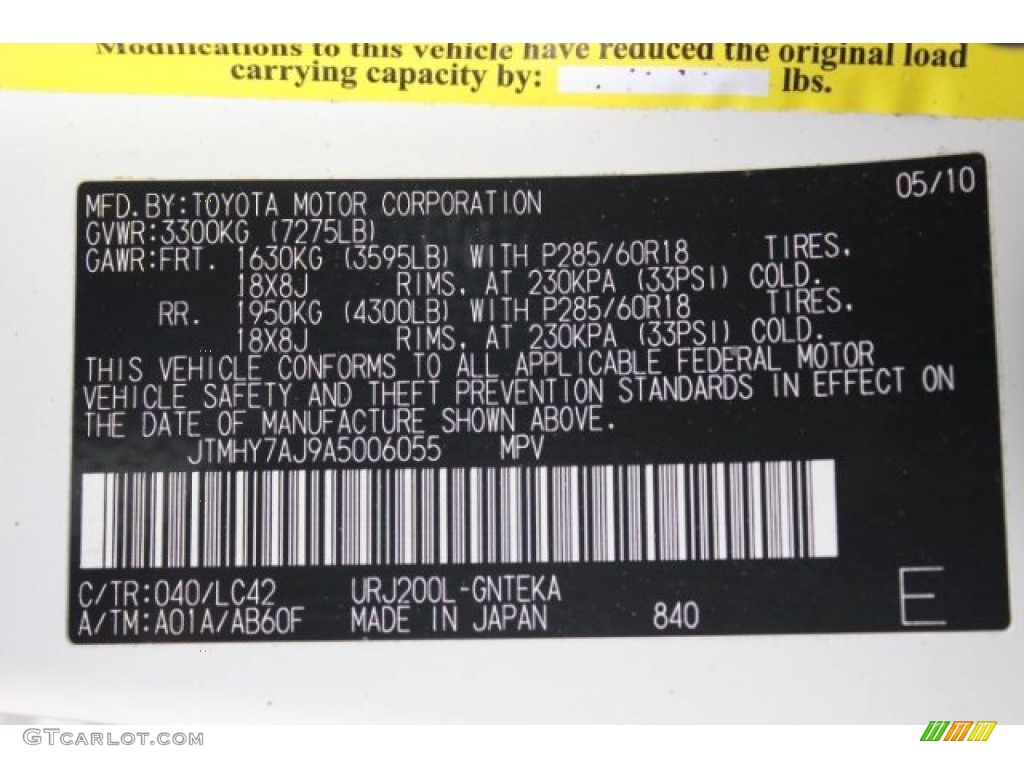 Modifications to this vehicle have reduced the original load
carrying capacity by: lbs.
05/10
MFD. BY: TOYOTA MOTOR CORPORATION
GVWR: 3300KG (7275LB)
GAWR: FRT. 1630KG (3595LB) WITH P285/60R18 TIRES,
18X8J RIMS, AT 230KPA (33PSI) COLD.
RR. 1950KG (4300LB) WITH P285/60R18 TIRES,
18X8J RIMS, AT 230KPA (33PSI) COLD.
THIS VEHICLE CONFORMS TO ALL APPLICABLE FEDERAL MOTOR
VEHICLE SAFETY AND THEFT PREVENTION STANDARDS IN EFFECT ON
THE DATE OF MANUFACTURE SHOWN ABOVE.
JTMHY7AJ9A5006055 MPV
C/TR: 040/LC42 URJ200L-GNTEKA
A/TM: A01A/AB60F MADE IN JAPAN 840 E
GTCARLOT.COM